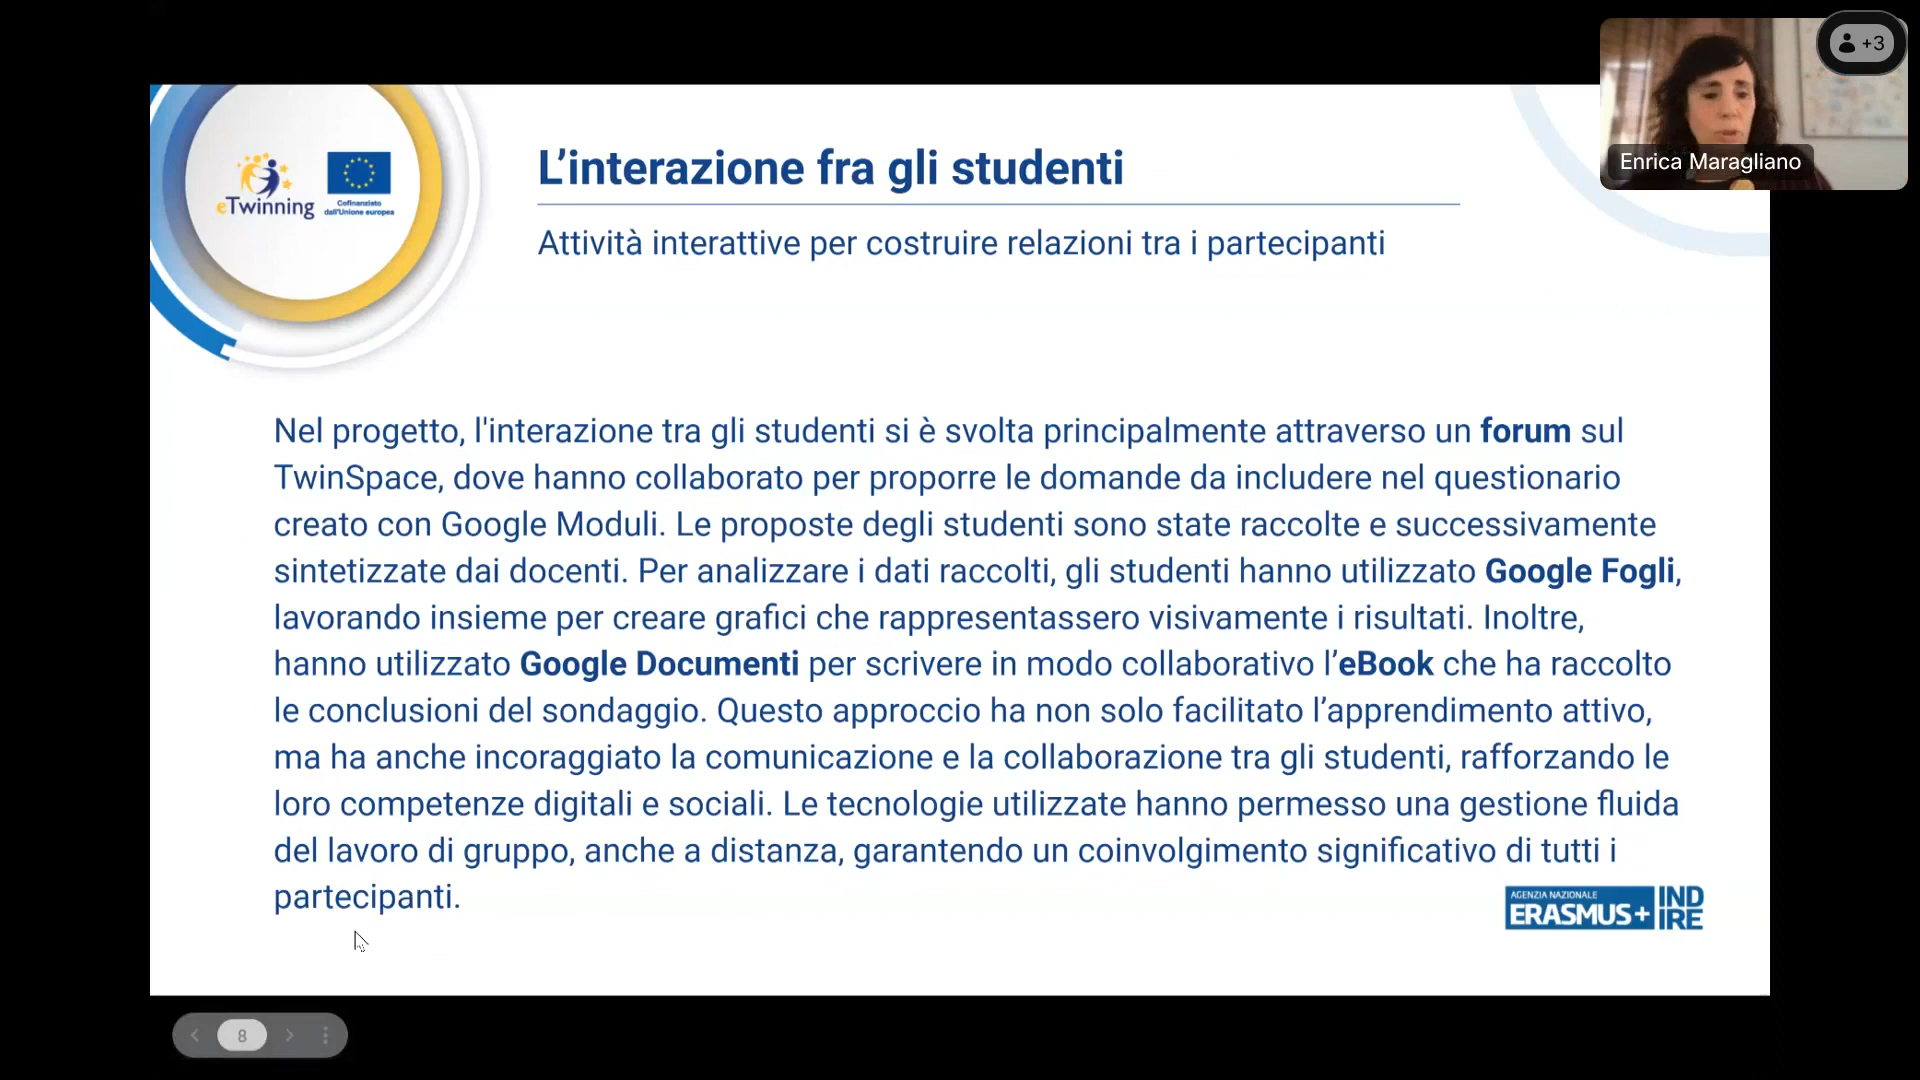 +3
Enrica Maragliano
eTwinning
Cofinanziato
dall'Unione europea
L’interazione fra gli studenti
Attività interattive per costruire relazioni tra i partecipanti
Nel progetto, l'interazione tra gli studenti si è svolta principalmente attraverso un forum sul
TwinSpace, dove hanno collaborato per proporre le domande da includere nel questionario
creato con Google Moduli. Le proposte degli studenti sono state raccolte e successivamente
sintetizzate dai docenti. Per analizzare i dati raccolti, gli studenti hanno utilizzato Google Fogli,
lavorando insieme per creare grafici che rappresentassero visivamente i risultati. Inoltre,
hanno utilizzato Google Documenti per scrivere in modo collaborativo l’eBook che ha raccolto
le conclusioni del sondaggio. Questo approccio ha non solo facilitato l’apprendimento attivo,
ma ha anche incoraggiato la comunicazione e la collaborazione tra gli studenti, rafforzando le
loro competenze digitali e sociali. Le tecnologie utilizzate hanno permesso una gestione fluida
del lavoro di gruppo, anche a distanza, garantendo un coinvolgimento significativo di tutti i
partecipanti.
AGENZIA NAZIONALE
ERASMUS+
IND
IRE
8